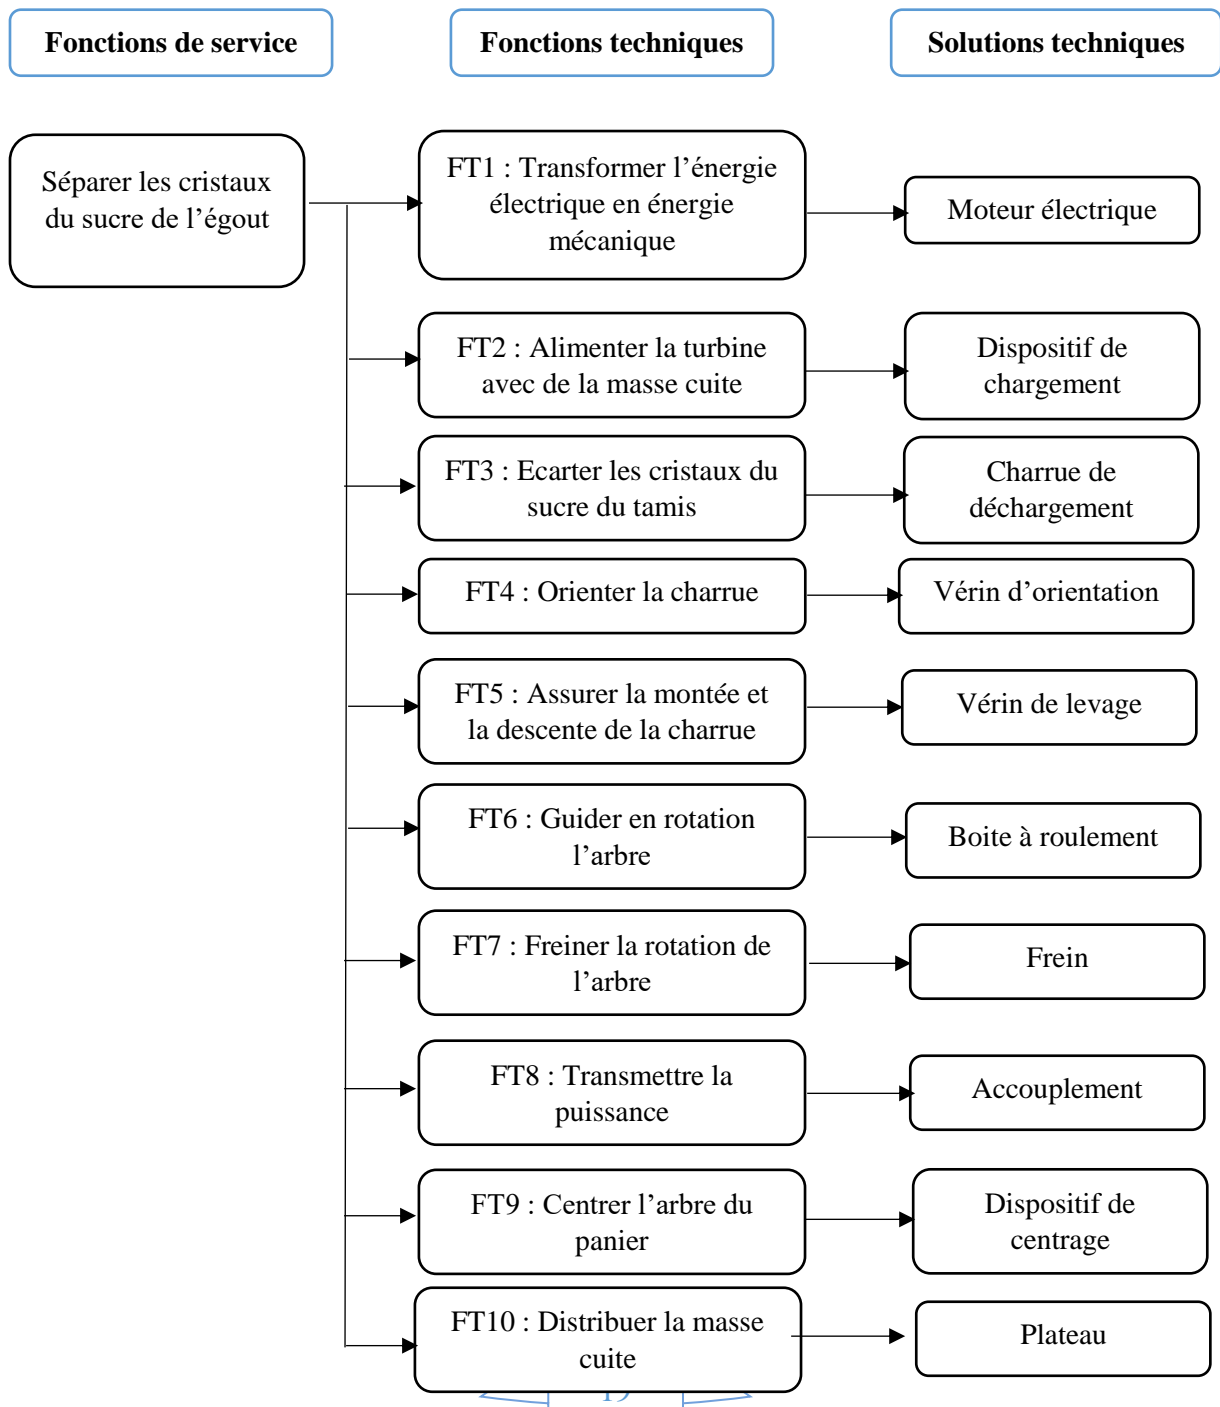 Fonctions de service
Fonctions techniques
Solutions techniques
Séparer les cristaux
du sucre de l’égout
FT1 : Transformer l’énergie
électrique en énergie
mécanique
Moteur électrique
FT2 : Alimenter la turbine
avec de la masse cuite
Dispositif de
chargement
FT3 : Ecarter les cristaux du
sucre du tamis
Charrue de
déchargement
FT4 : Orienter la charrue
Vérin d’orientation
FT5 : Assurer la montée et
la descente de la charrue
Vérin de levage
FT6 : Guider en rotation
l’arbre
Boite à roulement
FT7 : Freiner la rotation de
l’arbre
Frein
FT8 : Transmettre la
puissance
Accouplement
FT9 : Centrer l’arbre du
panier
Dispositif de
centrage
FT10 : Distribuer la masse
cuite
Plateau